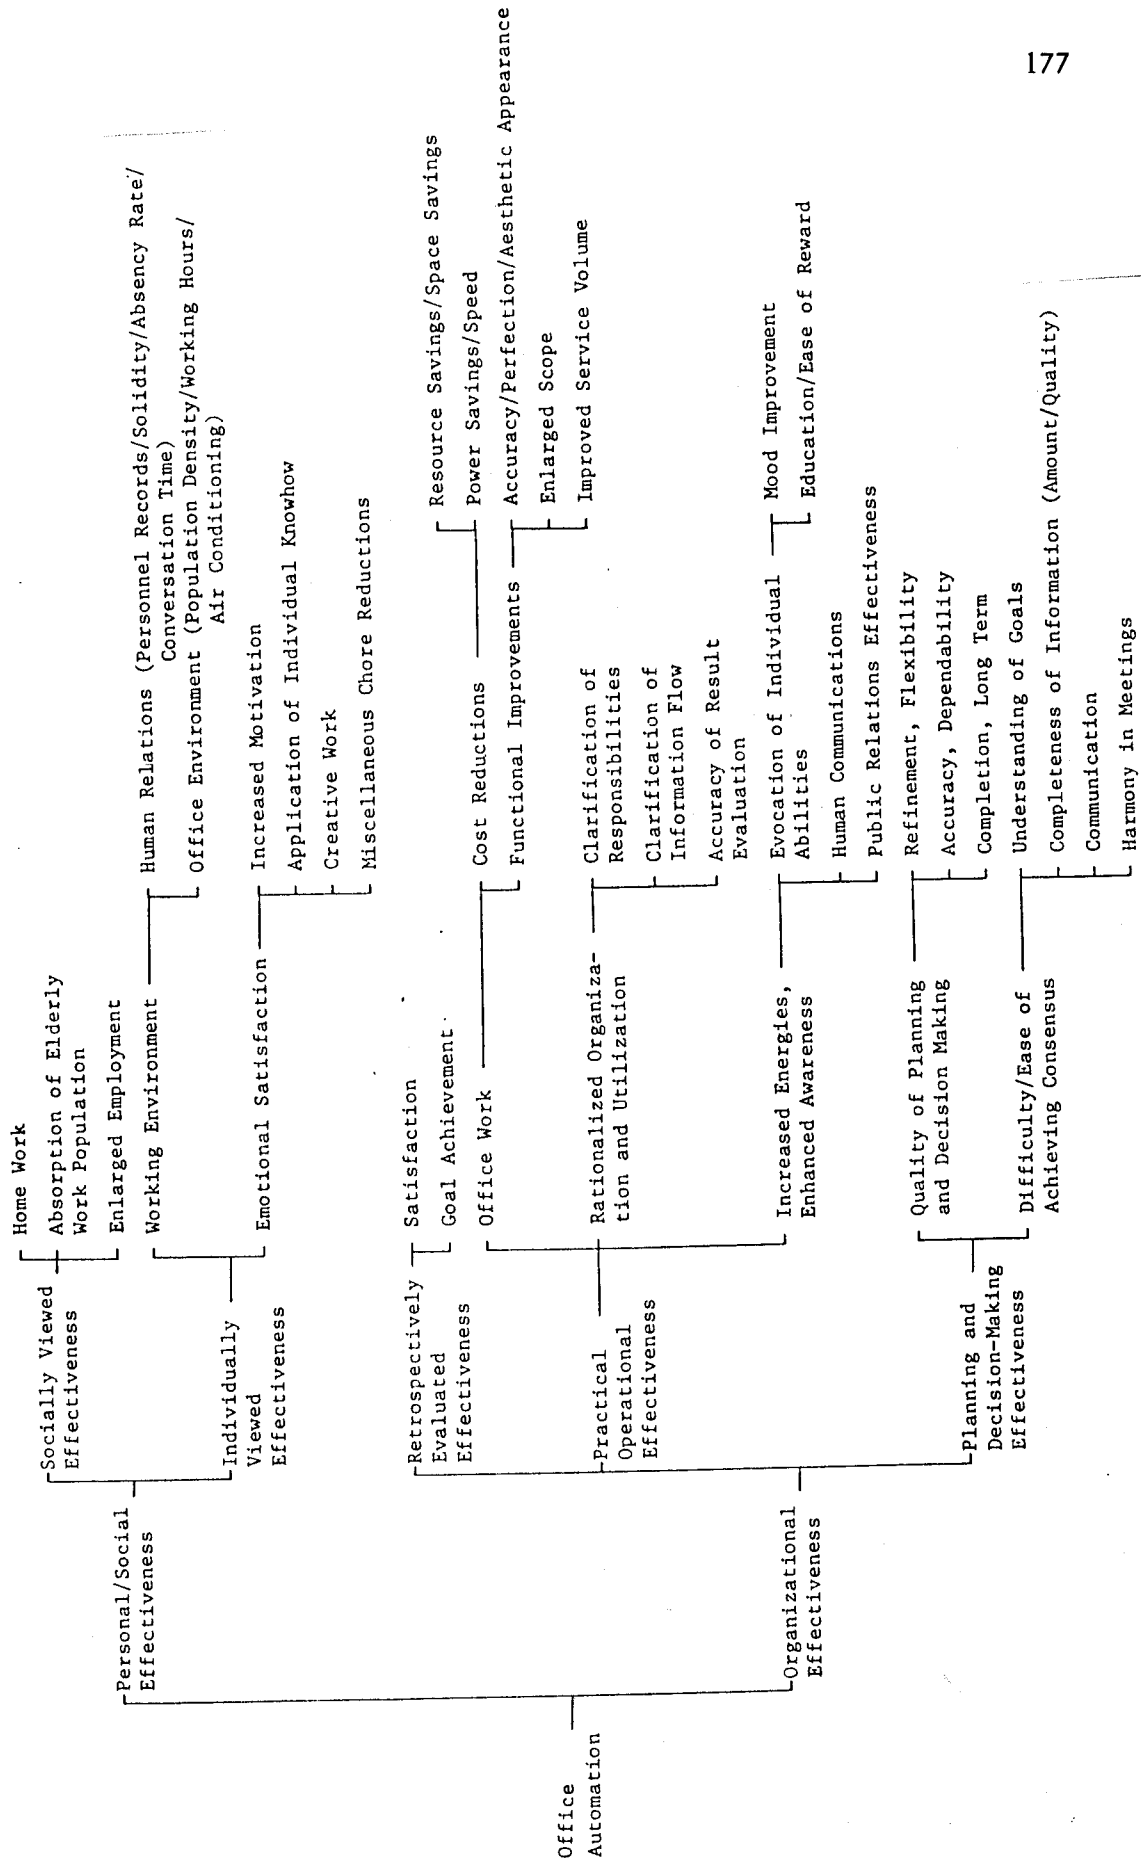 177
Office
Automation
Personal/Social
Effectiveness
Socially Viewed
Effectiveness
Home Work
Absorption of Elderly
Work Population
Enlarged Employment
Individually
Viewed
Effectiveness
Working Environment
Human Relations (Personnel Records/Solidity/Absency Rate/
Conversation Time)
Office Environment (Population Density/Working Hours/
Air Conditioning)
Emotional Satisfaction
Increased Motivation
Application of Individual Knowhow
Creative Work
Miscellaneous Chore Reductions
Organizational
Effectiveness
Retrospectively
Evaluated
Effectiveness
Satisfaction
Goal Achievement
Practical
Operational
Effectiveness
Office Work
Cost Reductions
Resource Savings/Space Savings
Power Savings/Speed
Functional Improvements
Accuracy/Perfection/Aesthetic Appearance
Enlarged Scope
Improved Service Volume
Rationalized Organiza-
tion and Utilization
Clarification of
Responsibilities
Clarification of
Information Flow
Accuracy of Result
Evaluation
Increased Energies,
Enhanced Awareness
Evocation of Individual
Abilities
Mood Improvement
Education/Ease of Reward
Human Communications
Public Relations Effectiveness
Planning and
Decision-Making
Effectiveness
Quality of Planning
and Decision Making
Refinement, Flexibility
Accuracy, Dependability
Completion, Long Term
Difficulty/Ease of
Achieving Consensus
Understanding of Goals
Completeness of Information (Amount/Quality)
Communication
Harmony in Meetings